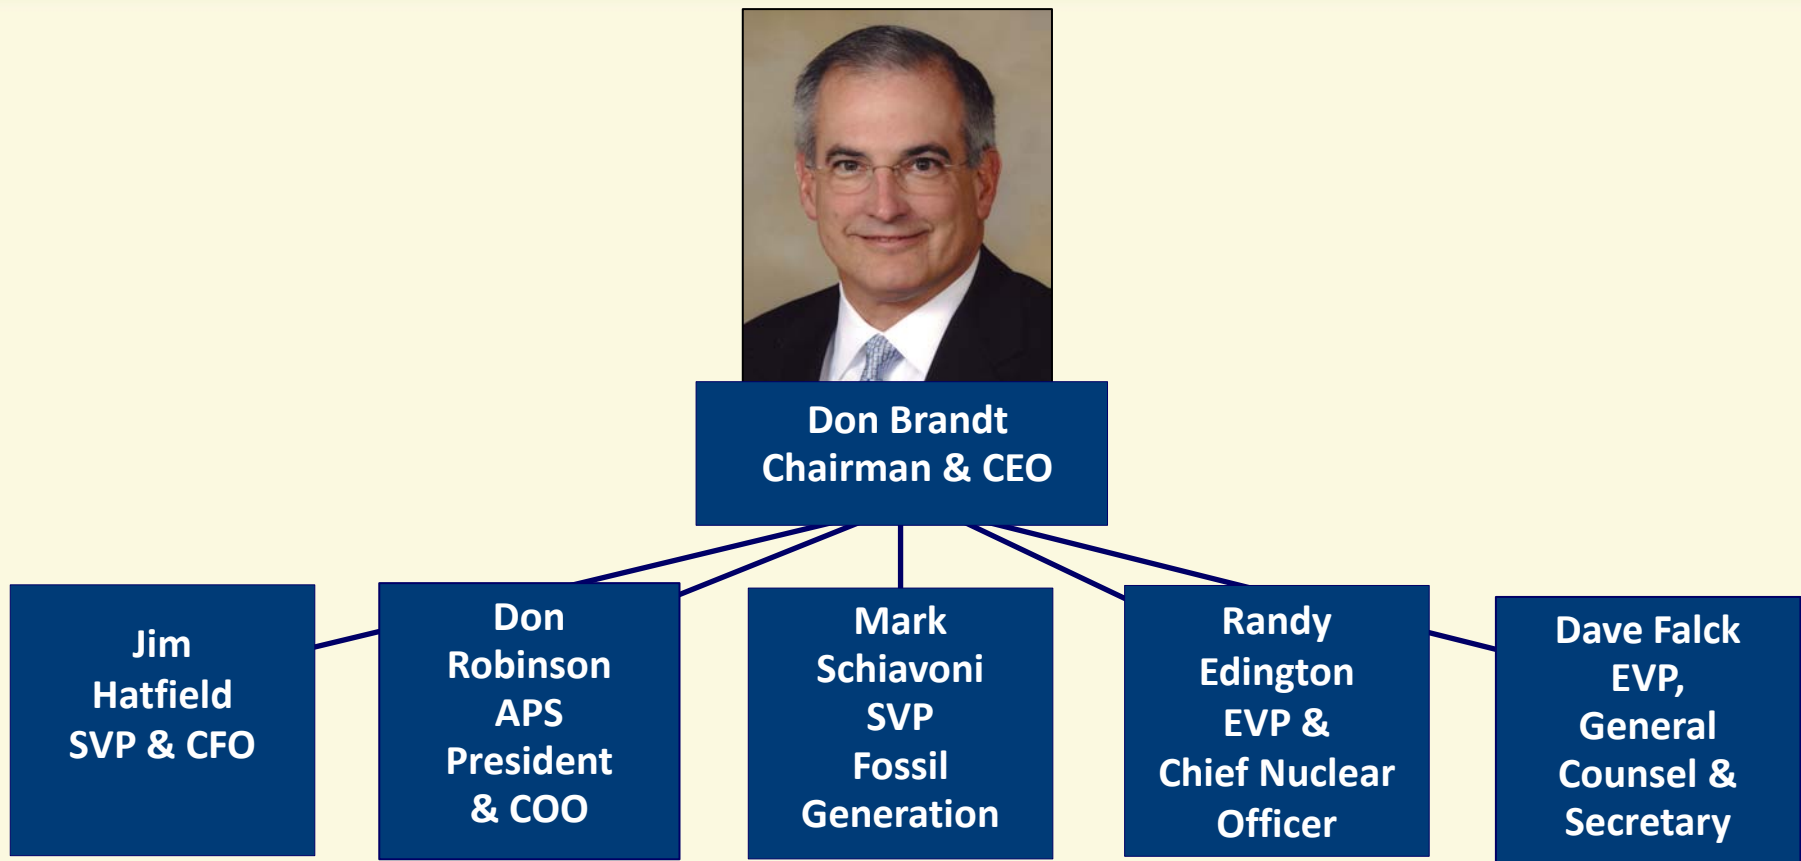 Don Brandt
Chairman & CEO
Jim
Hatfield
SVP & CFO
Don
Robinson
APS
President
& COO
Mark
Schiavoni
SVP
Fossil
Generation
Randy
Edington
EVP &
Chief Nuclear
Officer
Dave Falck
EVP,
General
Counsel &
Secretary